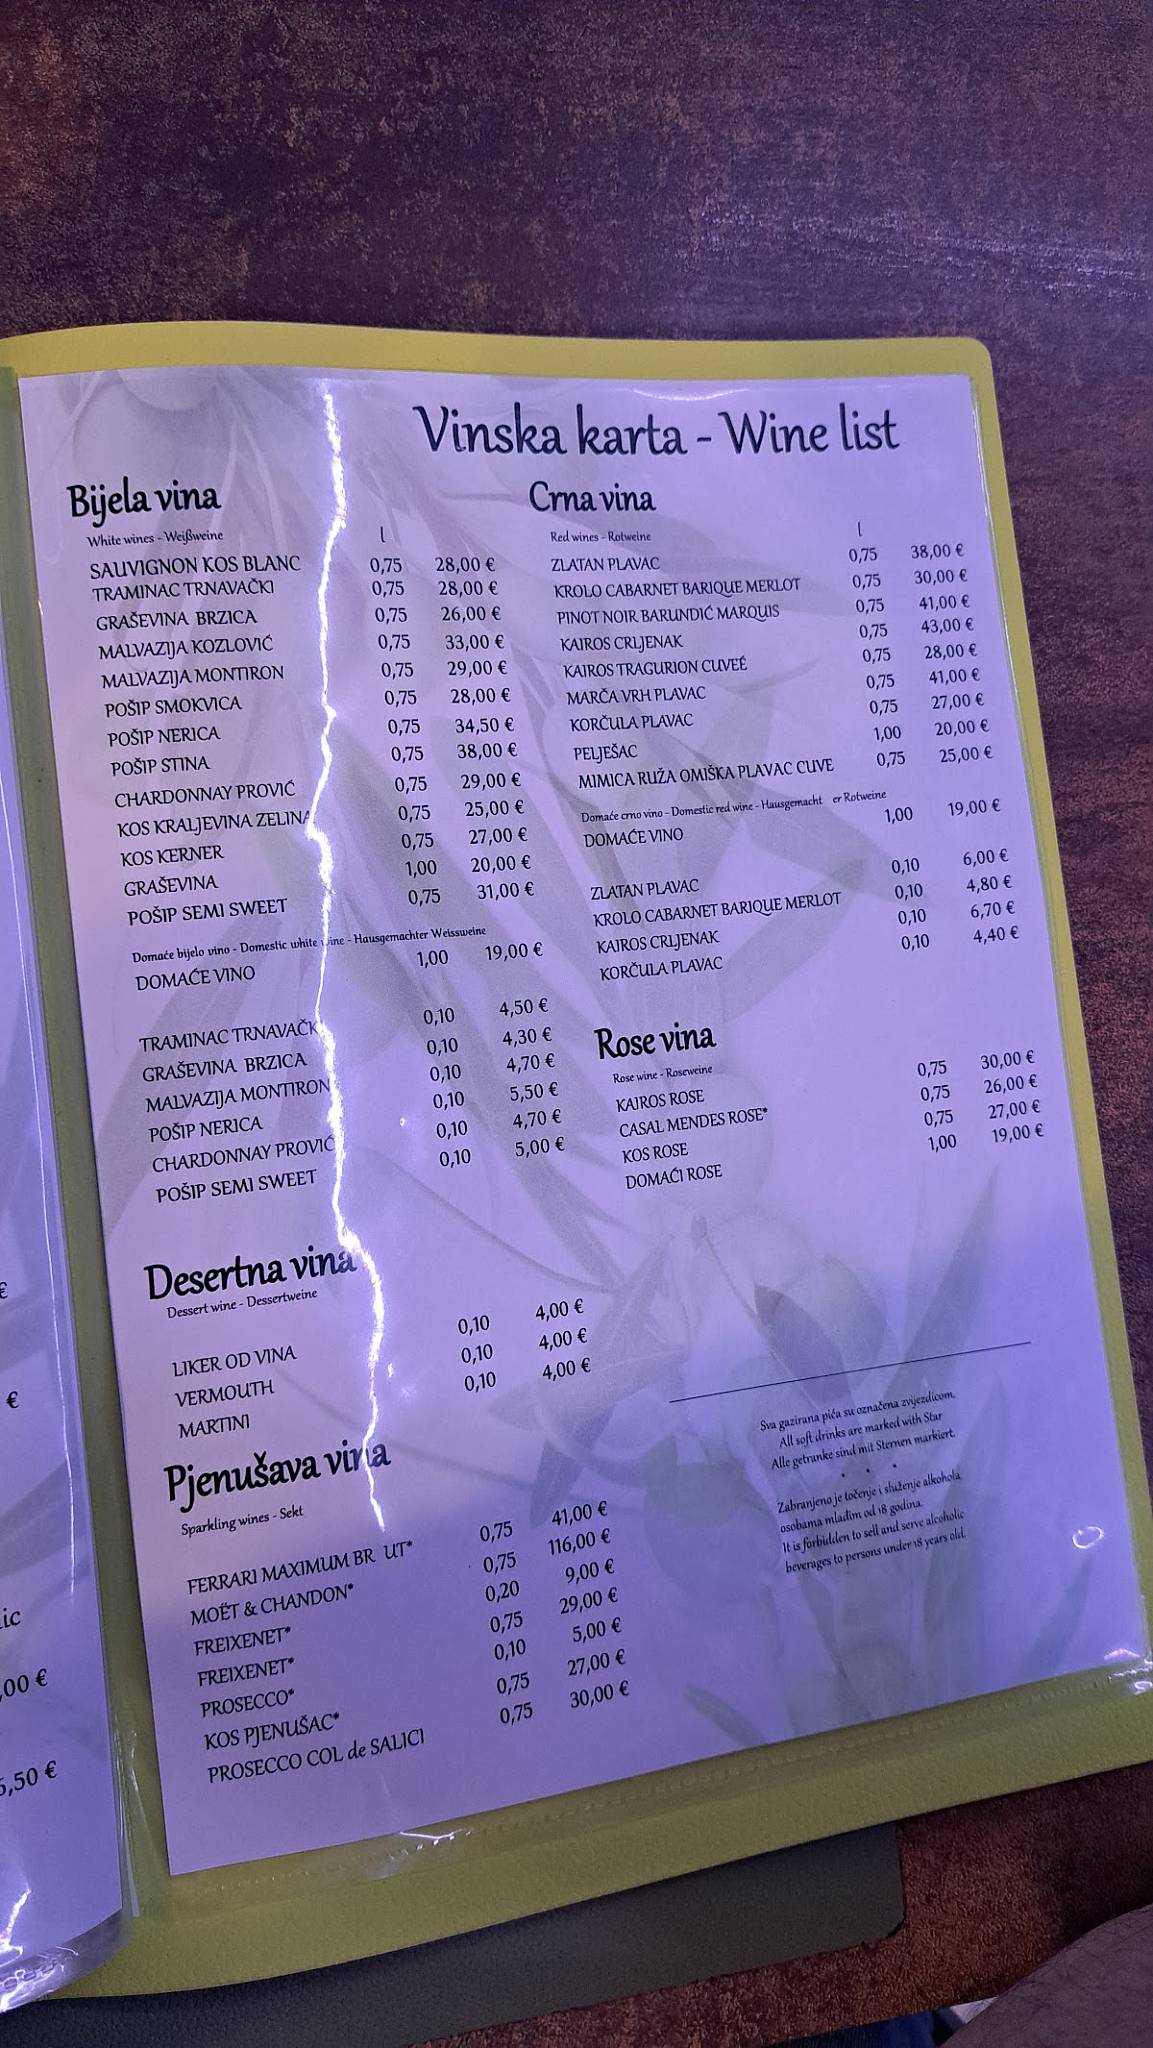 Vinska karta - Wine list
Bijela vina
White wines - Weißweine
l
SAUVIGNON KOS BLANC 0,75 28,00 €
TRAMINAC TRNAVAČKI 0,75 28,00 €
GRAŠEVINA BRZICA 0,75 26,00 €
MALVAZIJA KOZLOVIĆ 0,75 33,00 €
MALVAZIJA MONTIRON 0,75 29,00 €
POŠIP SMOKVICA 0,75 28,00 €
POŠIP NERICA 0,75 34,50 €
POŠIP STINA 0,75 38,00 €
CHARDONNAY PROVIĆ 0,75 29,00 €
KOS KRALJEVINA ZELINA 0,75 25,00 €
KOS KERNER 0,75 27,00 €
GRAŠEVINA 1,00 20,00 €
POŠIP SEMI SWEET 0,75 31,00 €
Domaće bijelo vino - Domestic white wine - Hausgemachter Weissweine
DOMAĆE VINO 1,00 19,00 €
TRAMINAC TRNAVAČK 0,10 4,50 €
GRAŠEVINA BRZICA 0,10 4,30 €
MALVAZIJA MONTIRON 0,10 4,70 €
POŠIP NERICA 0,10 5,50 €
CHARDONNAY PROVIĆ 0,10 4,70 €
POŠIP SEMI SWEET 0,10 5,00 €
Desertna vina
Dessert wine - Dessertweine
LIKER OD VINA 0,10 4,00 €
VERMOUTH 0,10 4,00 €
MARTINI 0,10 4,00 €
Pjenušava vina
Sparkling wines - Sekt
FERRARI MAXIMUM BR UT* 0,75 41,00 €
MOËT & CHANDON* 0,75 116,00 €
FREIXENET* 0,20 9,00 €
FREIXENET* 0,75 29,00 €
PROSECCO* 0,10 5,00 €
KOS PJENUŠAC* 0,75 27,00 €
PROSECCO COL de SALICI 0,75 30,00 €
Crna vina
Red wines - Rotweine
l
ZLATAN PLAVAC 0,75 38,00 €
KROLO CABARNET BARIQUE MERLOT 0,75 30,00 €
PINOT NOIR BARUNDIĆ MARQUIS 0,75 41,00 €
KAIROS CRLJENAK 0,75 43,00 €
KAIROS TRAGURION CUVEÉ 0,75 28,00 €
MARČA VRH PLAVAC 0,75 41,00 €
KORČULA PLAVAC 0,75 27,00 €
PELJEŠAC 1,00 20,00 €
MIMICA RUŽA OMIŠKA PLAVAC CUVE 0,75 25,00 €
Domaće crno vino - Domestic red wine - Hausgemacht er Rotweine
DOMAĆE VINO 1,00 19,00 €
ZLATAN PLAVAC 0,10 6,00 €
KROLO CABARNET BARIQUE MERLOT 0,10 4,80 €
KAIROS CRLJENAK 0,10 6,70 €
KORČULA PLAVAC 0,10 4,40 €
Rose vina
Rose wine - Roseweine
KAIROS ROSE 0,75 30,00 €
CASAL MENDES ROSE* 0,75 26,00 €
KOS ROSE 0,75 27,00 €
DOMAĆI ROSE 1,00 19,00 €
Sva gazirana pića su označena zvijezdicom.
All soft drinks are marked with Star
Alle getranke sind mit Sternen markiert.
* * *
Zabranjeno je točenje i služenje alkohola
osobama mlađim od 18 godina.
It is forbidden to sell and serve alcoholic
beverages to persons under 18 years old.
€
€
lic
,00 €
5,50 €